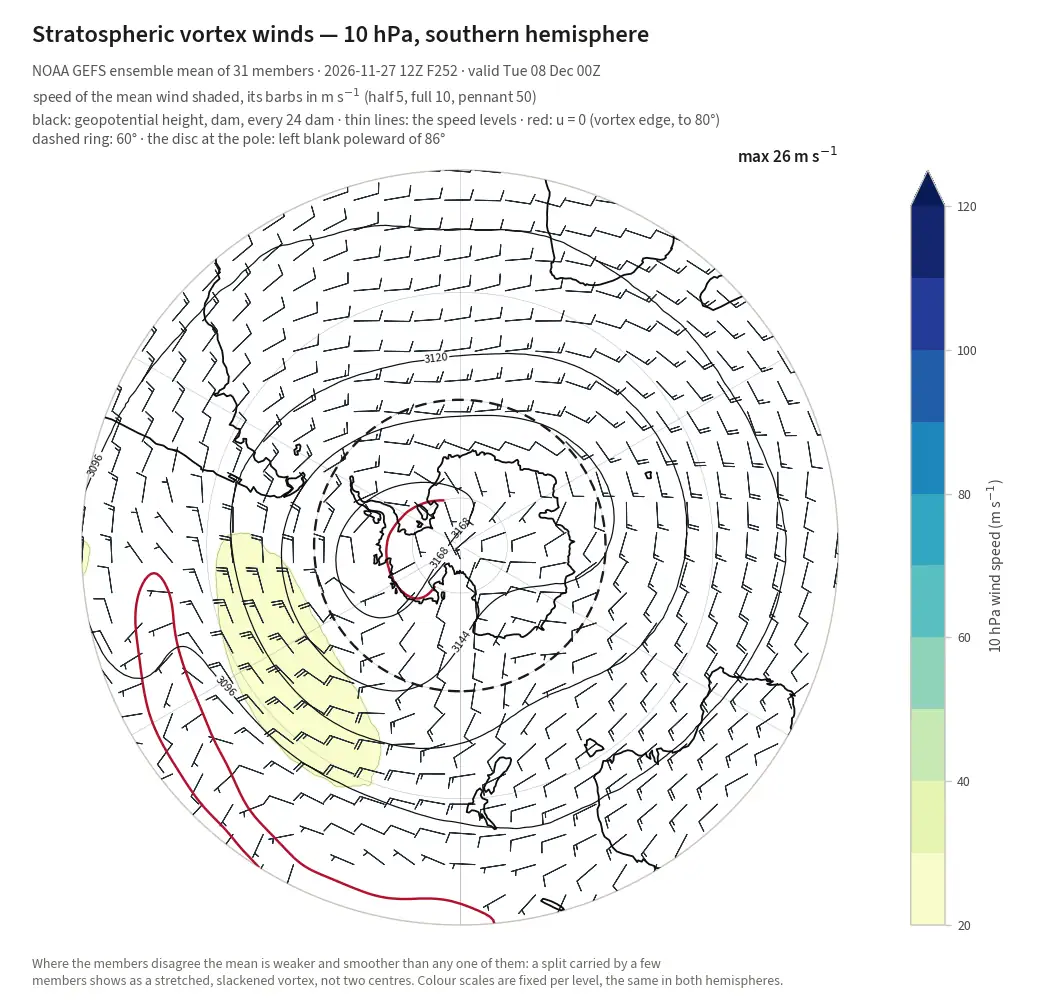 Stratospheric vortex winds — 10 hPa, southern hemisphere
NOAA GEFS ensemble mean of 31 members · 2026-11-27 12Z F252 · valid Tue 08 Dec 00Z
speed of the mean wind shaded, its barbs in m s⁻¹ (half 5, full 10, pennant 50)
black: geopotential height, dam, every 24 dam · thin lines: the speed levels · red: u = 0 (vortex edge, to 80°)
dashed ring: 60° · the disc at the pole: left blank poleward of 86°
max 26 m s⁻¹
120
100
80
60
40
20
10 hPa wind speed (m s⁻¹)
3120
3096
3168
3168
3144
3096
Where the members disagree the mean is weaker and smoother than any one of them: a split carried by a few
members shows as a stretched, slackened vortex, not two centres. Colour scales are fixed per level, the same in both hemispheres.